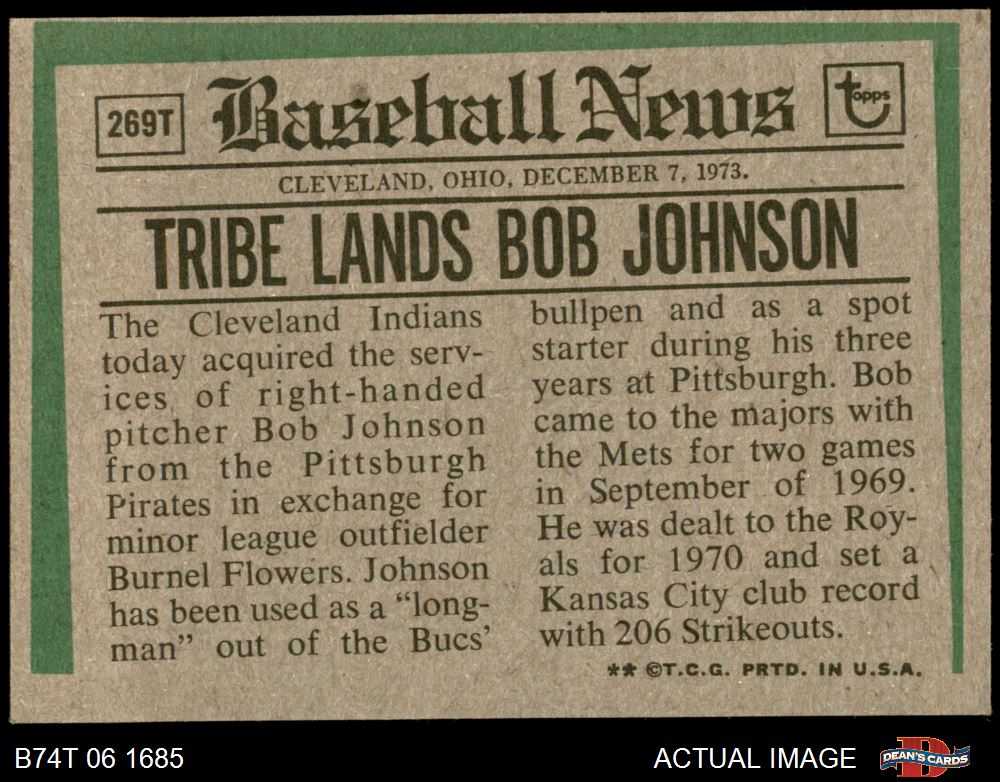 269T
Baseball News
topps
CLEVELAND, OHIO, DECEMBER 7, 1973.
TRIBE LANDS BOB JOHNSON
The Cleveland Indians
today acquired the serv-
ices of right-handed
pitcher Bob Johnson
from the Pittsburgh
Pirates in exchange for
minor league outfielder
Burnel Flowers. Johnson
has been used as a “long-
man” out of the Bucs’
bullpen and as a spot
starter during his three
years at Pittsburgh. Bob
came to the majors with
the Mets for two games
in September of 1969.
He was dealt to the Roy-
als for 1970 and set a
Kansas City club record
with 206 Strikeouts.
** ©T.C.G. PRTD. IN U.S.A.
B74T 06 1685
ACTUAL IMAGE
D
DEAN'S CARDS